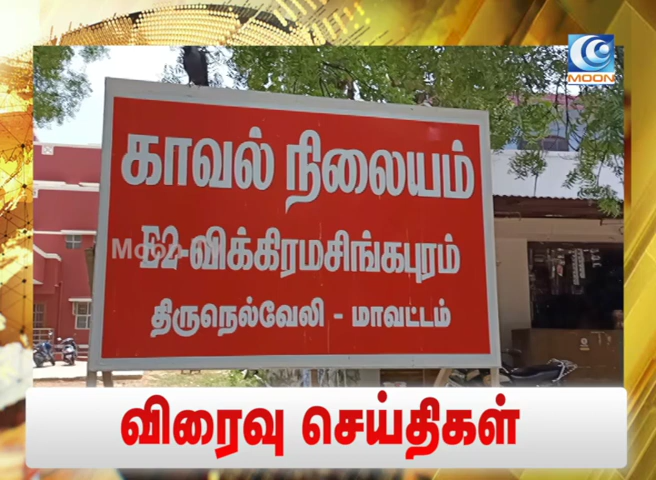 MOON
காவல் நிலையம்
E2-விக்கிரமசிங்கபுரம்
திருநெல்வேலி - மாவட்டம்
விரைவு செய்திகள்